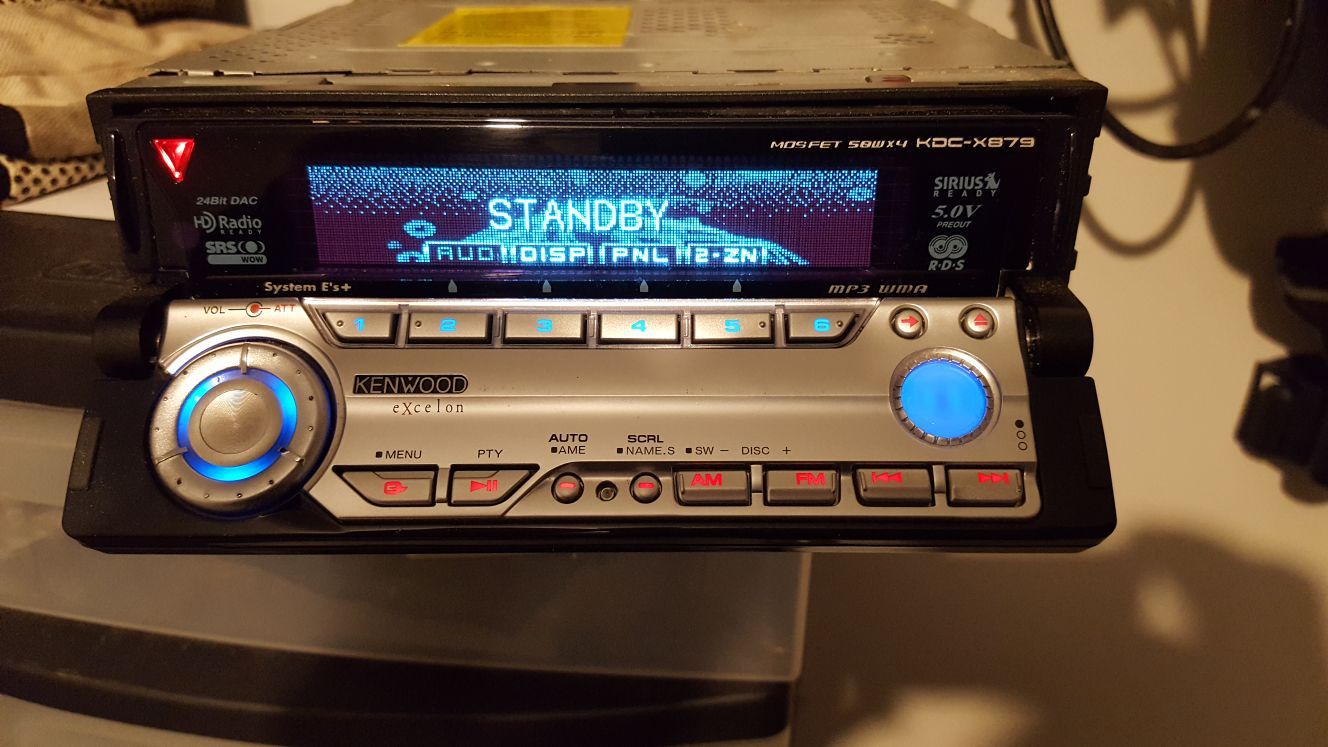 MOSFET 50W×4 KDC-X879
24Bit DAC
HD Radio
READY
SRS
WOW
STANDBY
AUD DISP PNL 2-ZN
SIRIUS
READY
5.0V
PREOUT
R·D·S
System E's+
MP3 WMA
VOL ATT
1 2 3 4 5 6
KENWOOD
eXcelon
AUTO SCRL
■AME ■NAME.S ■SW − DISC +
■MENU PTY
AM FM